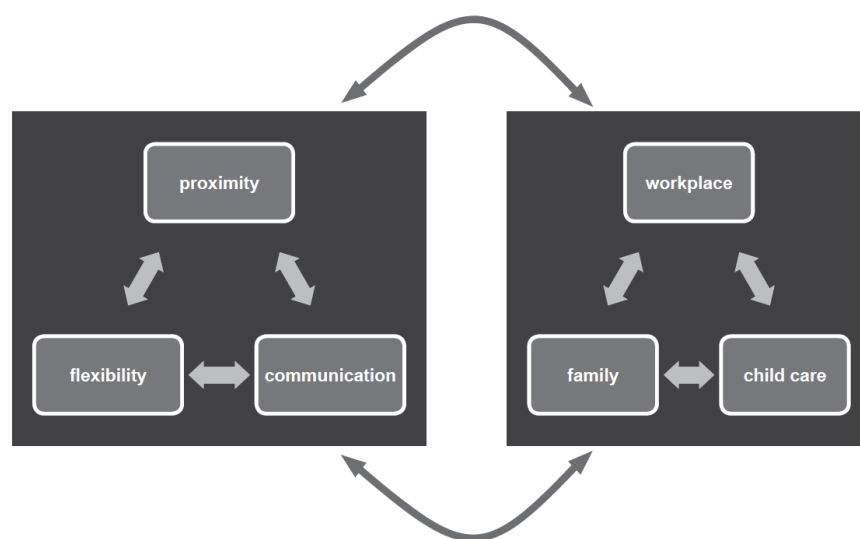 proximity
workplace
flexibility
communication
family
child care